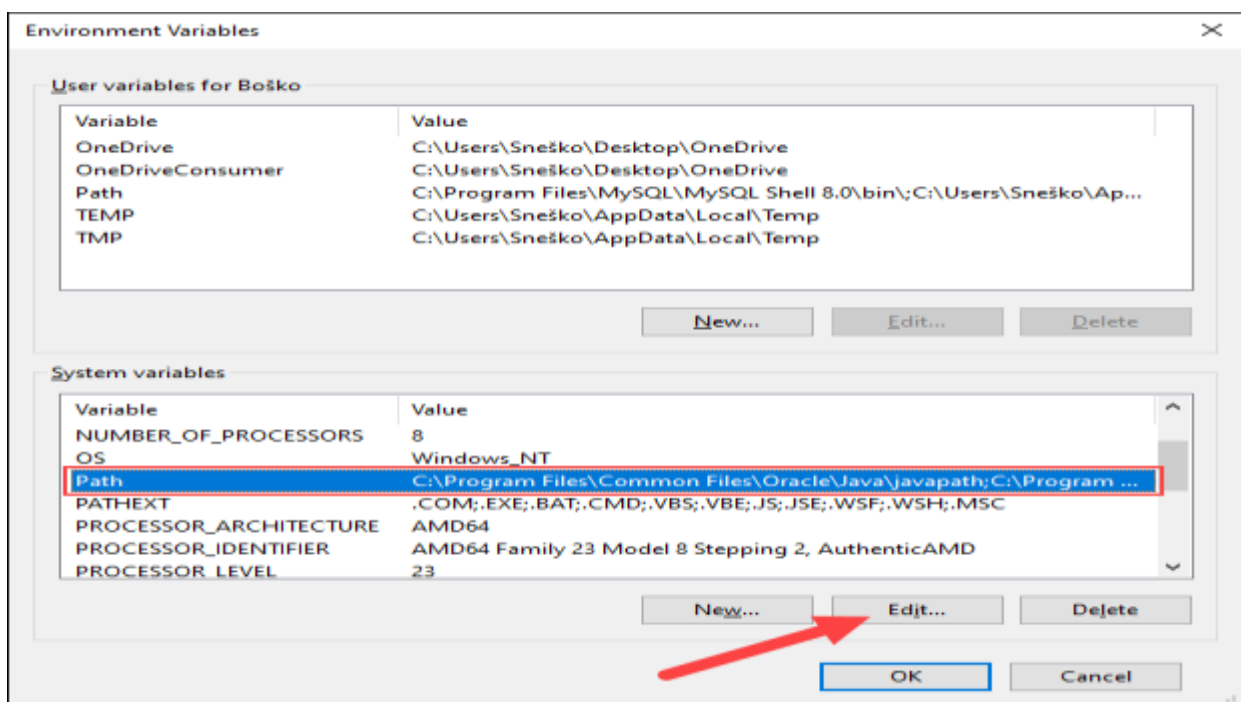 Environment Variables
User variables for Boško
Variable Value
OneDrive C:\Users\Sneško\Desktop\OneDrive
OneDriveConsumer C:\Users\Sneško\Desktop\OneDrive
Path C:\Program Files\MySQL\MySQL Shell 8.0\bin\;C:\Users\Sneško\Ap...
TEMP C:\Users\Sneško\AppData\Local\Temp
TMP C:\Users\Sneško\AppData\Local\Temp
New... Edit... Delete
System variables
Variable Value
NUMBER_OF_PROCESSORS 8
OS Windows_NT
Path C:\Program Files\Common Files\Oracle\Java\javapath;C:\Program ...
PATHEXT .COM;.EXE;.BAT;.CMD;.VBS;.VBE;.JS;.JSE;.WSF;.WSH;.MSC
PROCESSOR_ARCHITECTURE AMD64
PROCESSOR_IDENTIFIER AMD64 Family 23 Model 8 Stepping 2, AuthenticAMD
PROCESSOR_LEVEL 23
New... Edit... Delete
OK Cancel